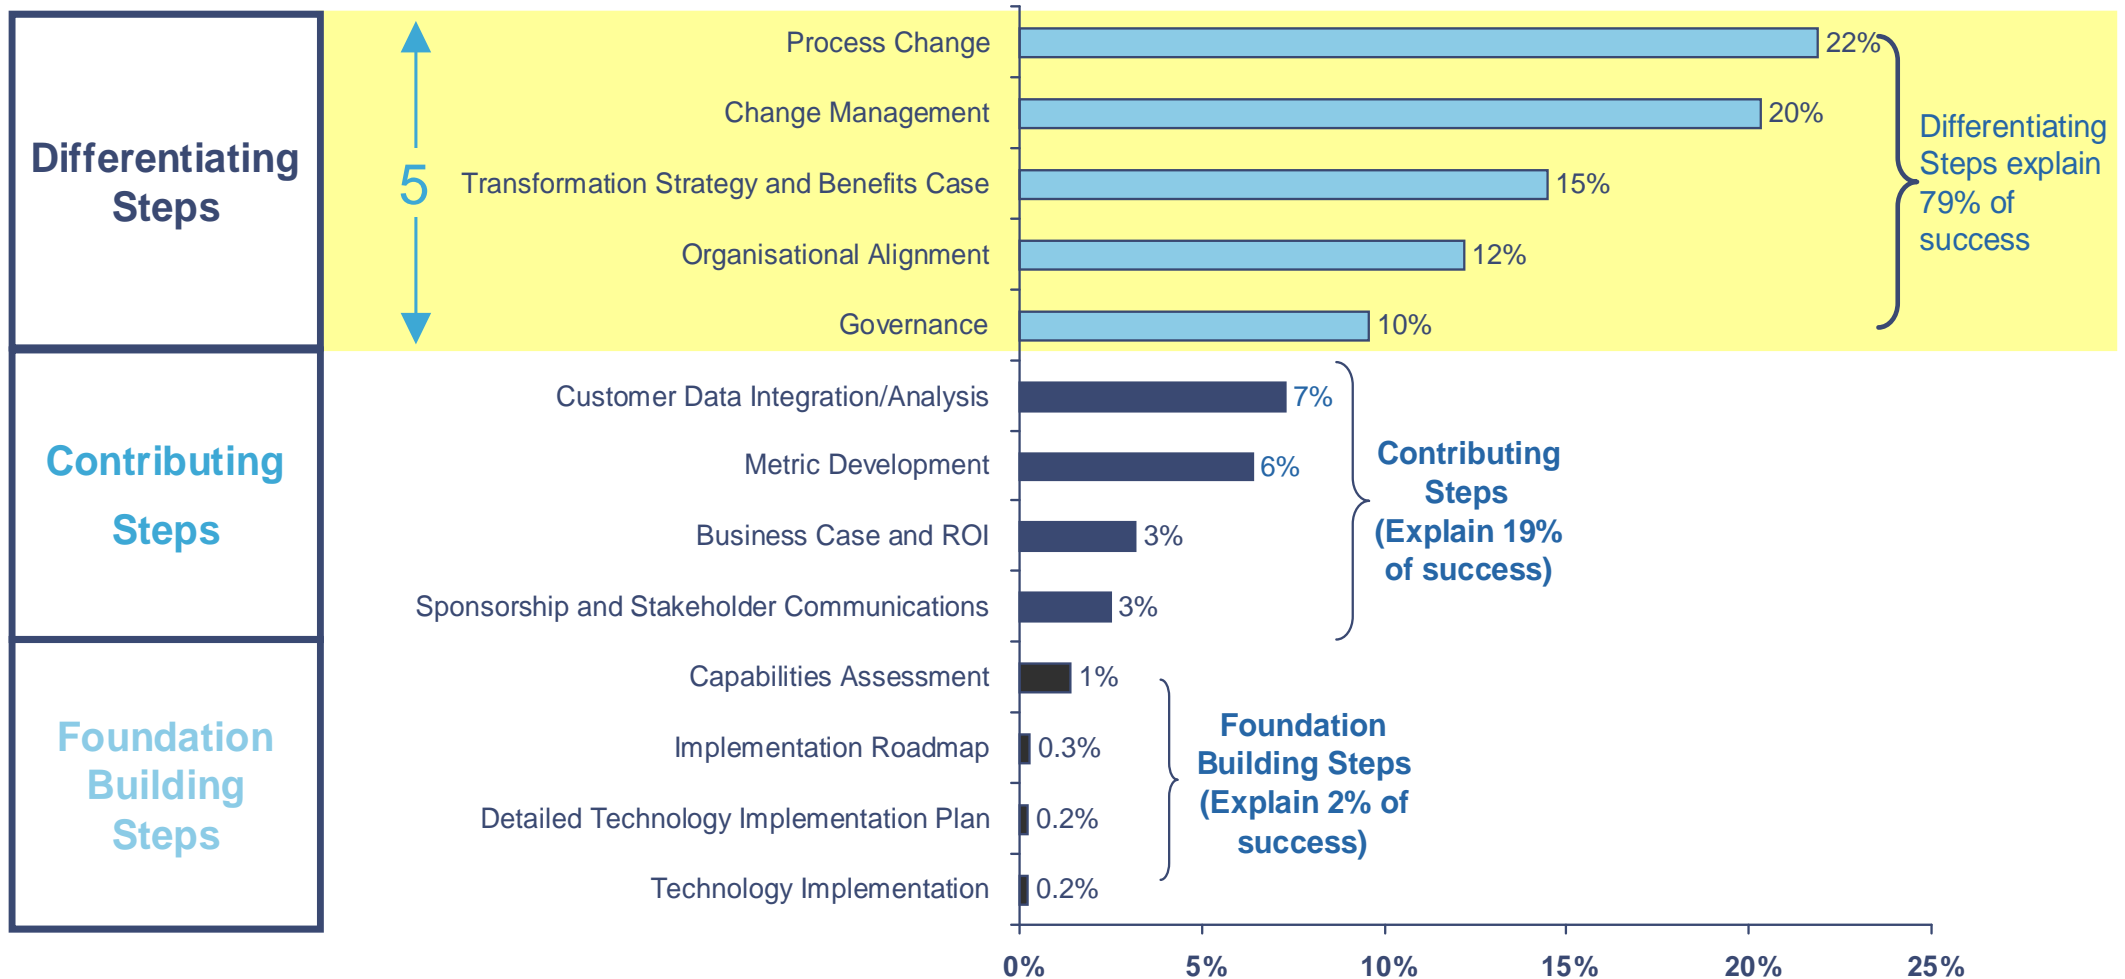 Differentiating
Steps
5
Process Change
22%
Change Management
20%
Transformation Strategy and Benefits Case
15%
Organisational Alignment
12%
Governance
10%
Differentiating
Steps explain
79% of
success
Contributing
Steps
Customer Data Integration/Analysis
7%
Metric Development
6%
Business Case and ROI
3%
Sponsorship and Stakeholder Communications
3%
Contributing
Steps
(Explain 19%
of success)
Foundation
Building
Steps
Capabilities Assessment
1%
Implementation Roadmap
0.3%
Detailed Technology Implementation Plan
0.2%
Technology Implementation
0.2%
Foundation
Building Steps
(Explain 2% of
success)
0% 5% 10% 15% 20% 25%